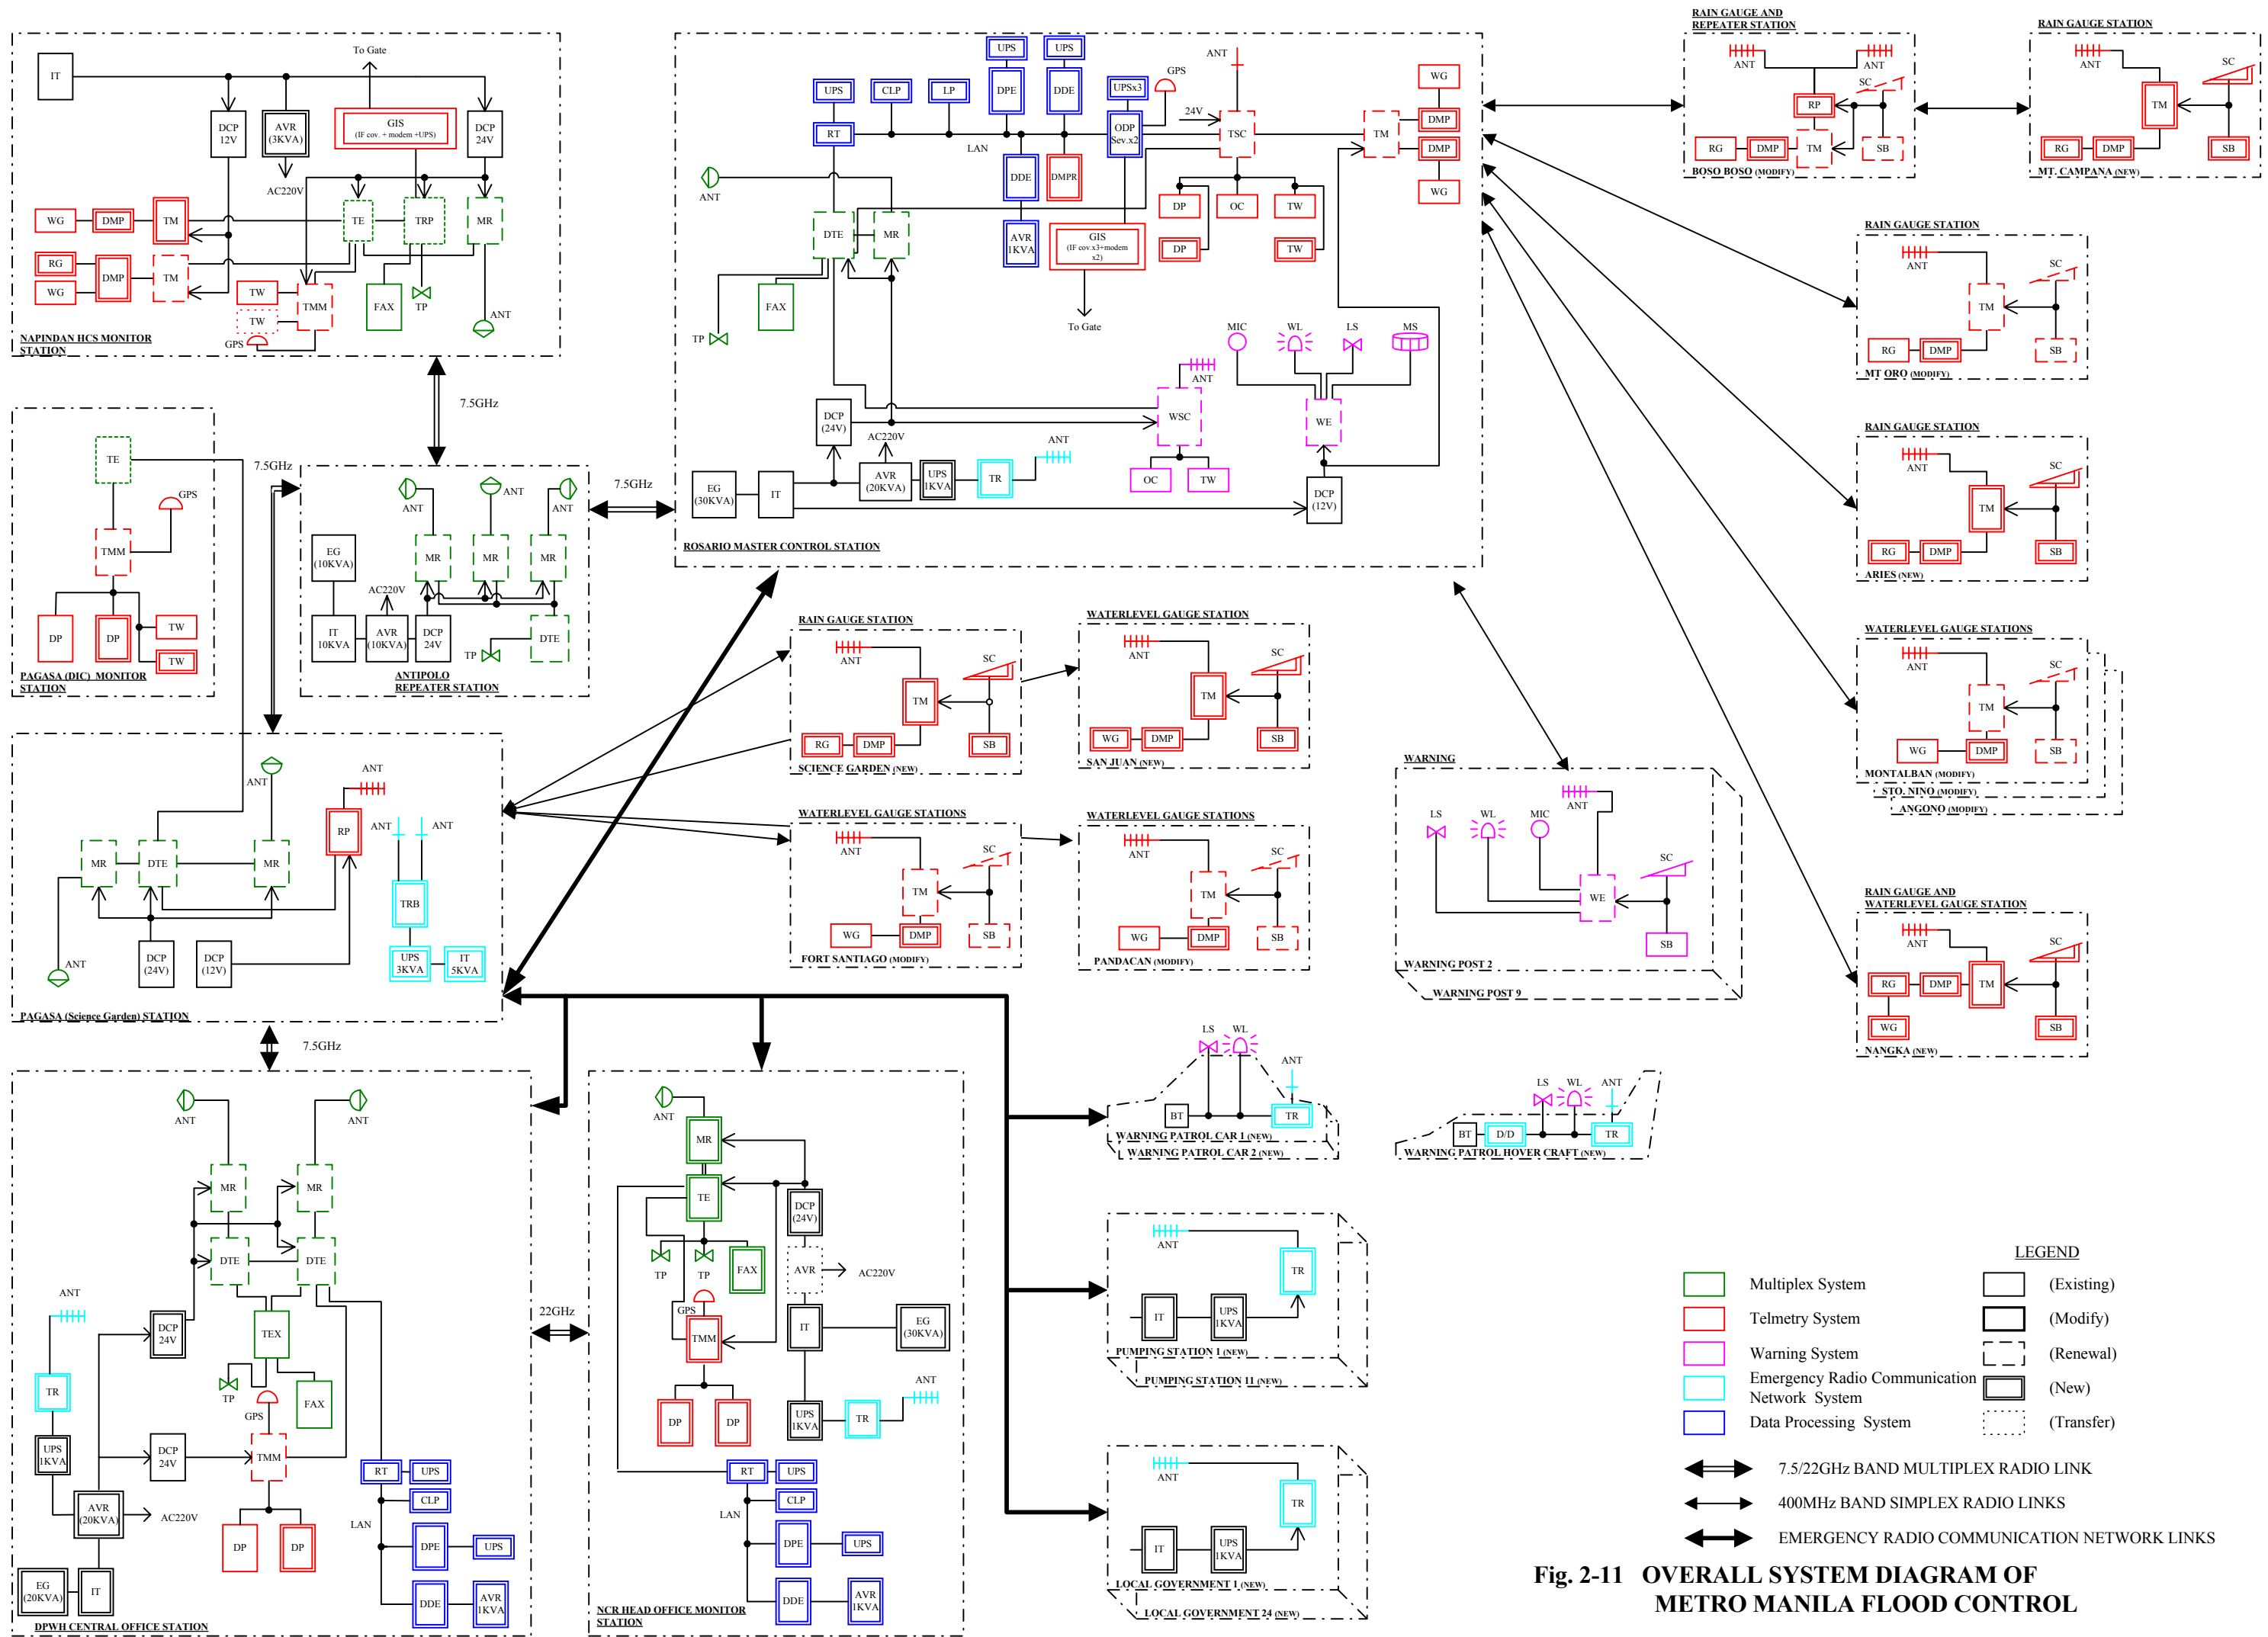 IT
To Gate
DCP
12V
AVR
(3KVA)
GIS
(IF cov. + modem +UPS)
DCP
24V
AC220V
WG
DMP
TM
TE
TRP
MR
RG
DMP
TM
WG
TW
TMM
TW
GPS
FAX
TP
ANT
NAPINDAN HCS MONITOR
STATION
7.5GHz
TE
GPS
TMM
DP
DP
TW
TW
PAGASA (DIC) MONITOR
STATION
7.5GHz
ANT
ANT
ANT
EG
(10KVA)
MR
MR
MR
AC220V
IT
10KVA
AVR
(10KVA)
DCP
24V
TP
DTE
ANTIPOLO
REPEATER STATION
7.5GHz
UPS
CLP
LP
UPS
DPE
UPS
DDE
UPSx3
GPS
ANT
24V
RT
LAN
ODP
Sev.x2
TSC
TM
WG
DMP
DMP
WG
DDE
DMPR
AVR
1KVA
ANT
DTE
MR
DP
OC
TW
DP
TW
GIS
(IF cov.x3+modem
x2)
To Gate
FAX
TP
MIC
WL
LS
MS
ANT
WSC
WE
DCP
(24V)
AC220V
ANT
EG
(30KVA)
IT
AVR
(20KVA)
UPS
1KVA
TR
OC
TW
DCP
(12V)
ROSARIO MASTER CONTROL STATION
RAIN GAUGE AND
REPEATER STATION
ANT
ANT
SC
RP
RG
DMP
TM
SB
BOSO BOSO (MODIFY)
RAIN GAUGE STATION
ANT
SC
TM
RG
DMP
SB
MT. CAMPANA (NEW)
RAIN GAUGE STATION
ANT
SC
TM
RG
DMP
SB
MT ORO (MODIFY)
RAIN GAUGE STATION
ANT
SC
TM
RG
DMP
SB
ARIES (NEW)
WATERLEVEL GAUGE STATIONS
ANT
SC
TM
WG
DMP
SB
MONTALBAN (MODIFY)
STO. NINO (MODIFY)
ANGONO (MODIFY)
RAIN GAUGE AND
WATERLEVEL GAUGE STATION
ANT
SC
RG
DMP
TM
WG
SB
NANGKA (NEW)
RAIN GAUGE STATION
ANT
SC
TM
RG
DMP
SB
SCIENCE GARDEN (NEW)
WATERLEVEL GAUGE STATION
ANT
SC
TM
WG
DMP
SB
SAN JUAN (NEW)
WATERLEVEL GAUGE STATIONS
ANT
SC
TM
WG
DMP
SB
FORT SANTIAGO (MODIFY)
WATERLEVEL GAUGE STATIONS
ANT
SC
TM
WG
DMP
SB
PANDACAN (MODIFY)
WARNING
ANT
LS
WL
MIC
SC
WE
SB
WARNING POST 2
WARNING POST 9
ANT
ANT
RP
ANT
ANT
MR
DTE
MR
TRB
ANT
DCP
(24V)
DCP
(12V)
UPS
3KVA
IT
5KVA
PAGASA (Science Garden) STATION
7.5GHz
ANT
ANT
MR
MR
DTE
DTE
ANT
DCP
24V
TEX
TR
TP
FAX
GPS
UPS
1KVA
DCP
24V
TMM
RT
UPS
CLP
AVR
(20KVA)
AC220V
LAN
DP
DP
DPE
UPS
EG
(20KVA)
IT
DDE
AVR
1KVA
DPWH CENTRAL OFFICE STATION
22GHz
ANT
MR
TE
DCP
(24V)
TP
TP
FAX
AVR
AC220V
GPS
TMM
IT
EG
(30KVA)
ANT
DP
DP
UPS
1KVA
TR
RT
UPS
CLP
LAN
DPE
UPS
DDE
AVR
1KVA
NCR HEAD OFFICE MONITOR
STATION
LS
WL
ANT
BT
TR
WARNING PATROL CAR 1 (NEW)
WARNING PATROL CAR 2 (NEW)
LS
WL
ANT
BT
D/D
TR
WARNING PATROL HOVER CRAFT (NEW)
ANT
TR
IT
UPS
1KVA
PUMPING STATION 1 (NEW)
PUMPING STATION 11 (NEW)
ANT
TR
IT
UPS
1KVA
LOCAL GOVERNMENT 1 (NEW)
LOCAL GOVERNMENT 24 (NEW)
LEGEND
Multiplex System
(Existing)
Telmetry System
(Modify)
Warning System
(Renewal)
Emergency Radio Communication
Network System
(New)
Data Processing System
(Transfer)
7.5/22GHz BAND MULTIPLEX RADIO LINK
400MHz BAND SIMPLEX RADIO LINKS
EMERGENCY RADIO COMMUNICATION NETWORK LINKS
Fig. 2-11 OVERALL SYSTEM DIAGRAM OF
METRO MANILA FLOOD CONTROL